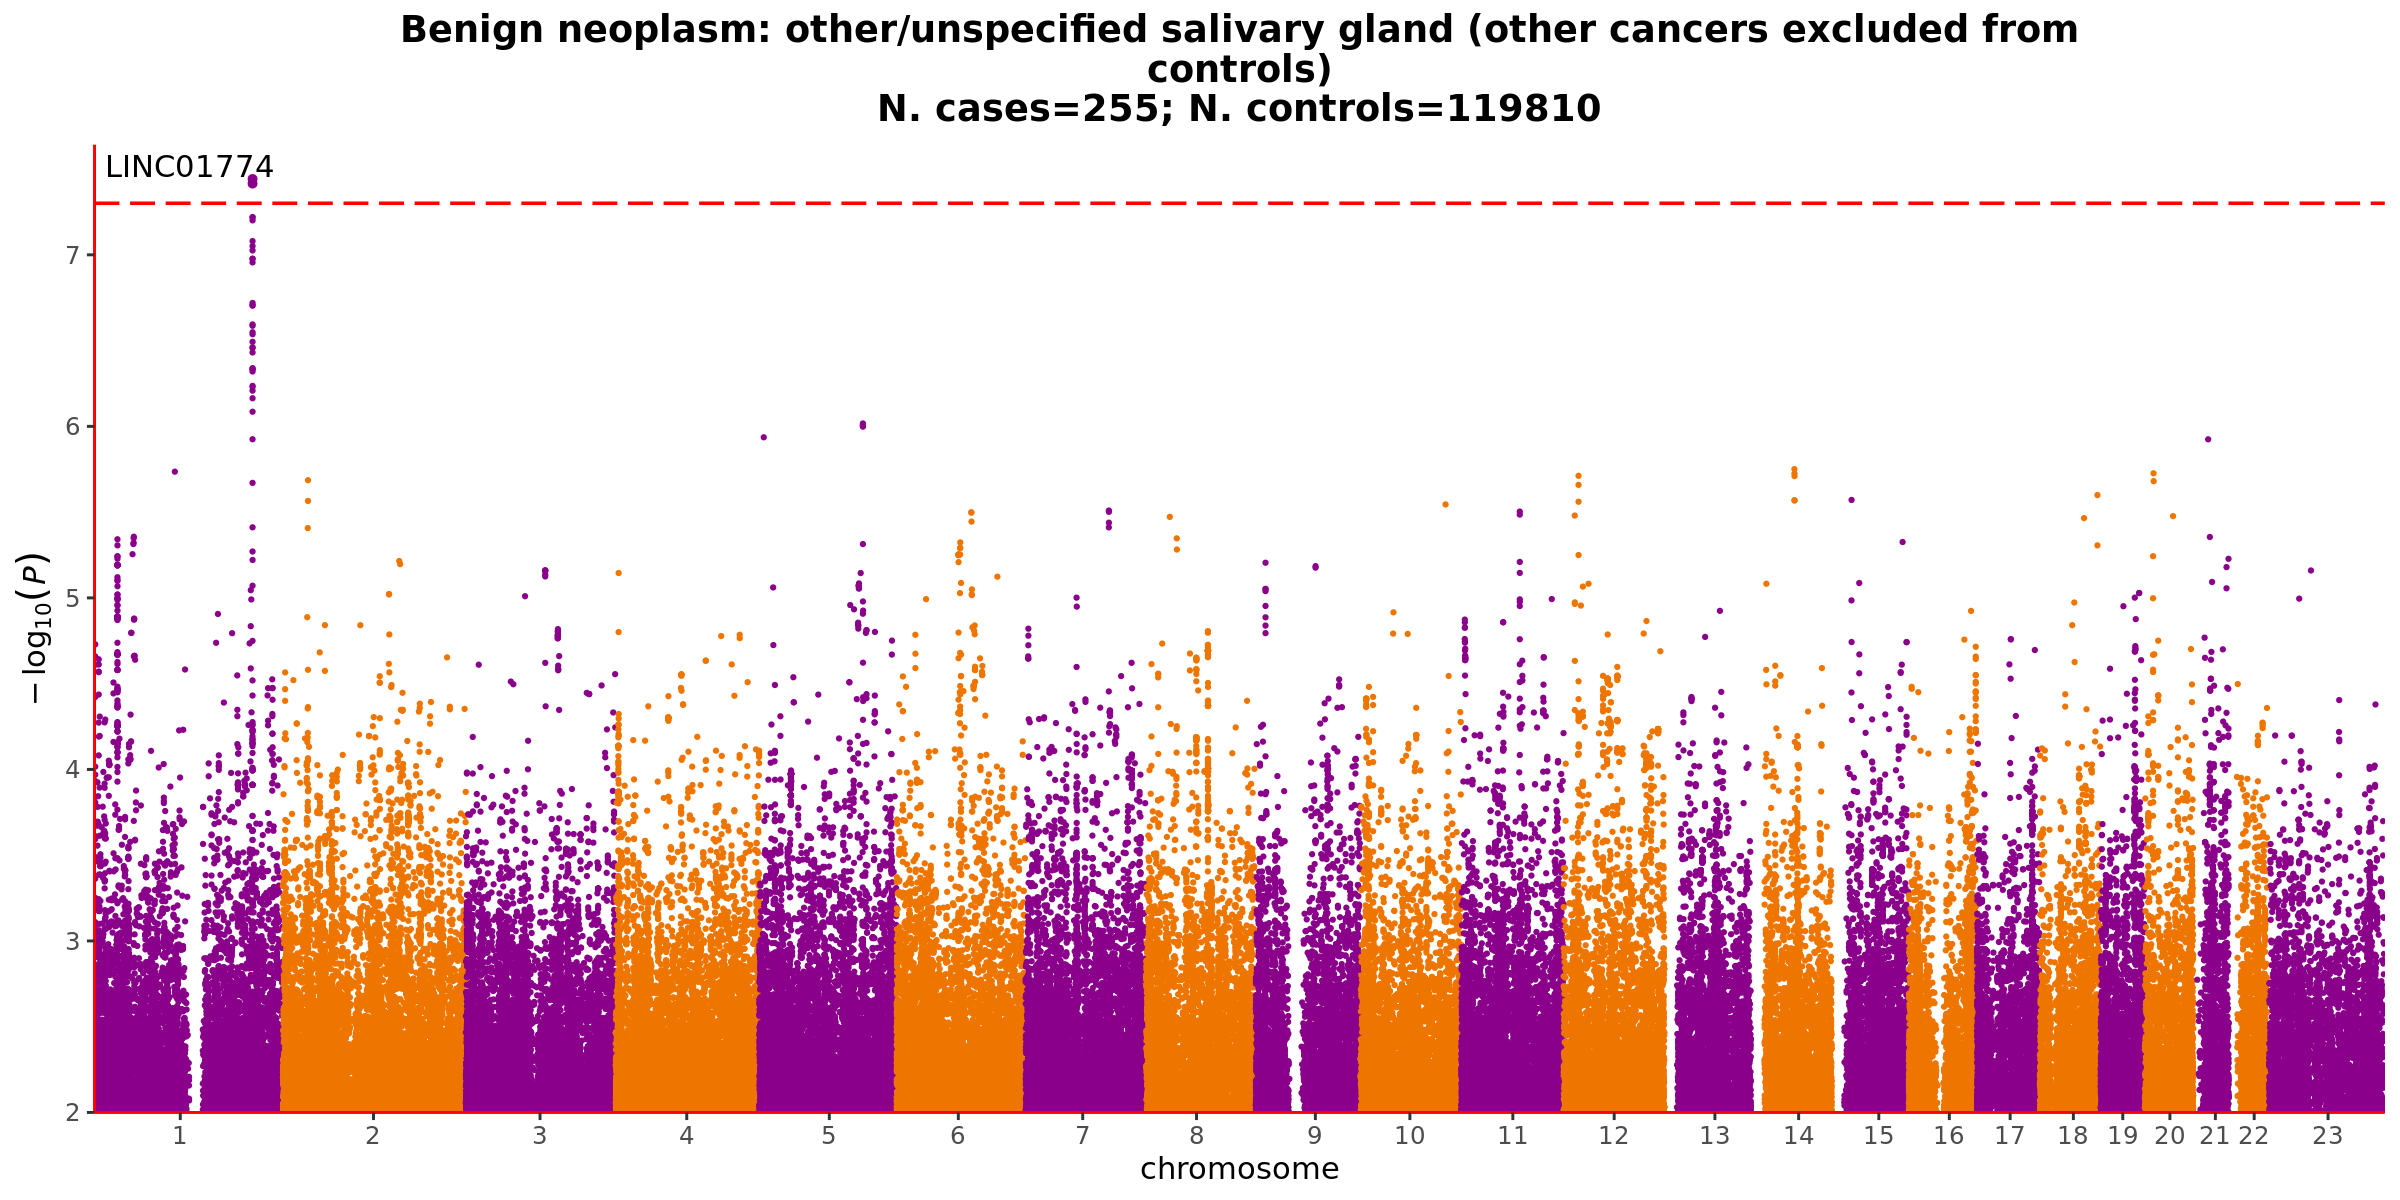 Benign neoplasm: other/unspecified salivary gland (other cancers excluded from
controls)
N. cases=255; N. controls=119810
LINC01774
7
6
5
4
3
2
−log10(P)
1 2 3 4 5 6 7 8 9 10 11 12 13 14 15 16 17 18 19 20 21 22 23
chromosome